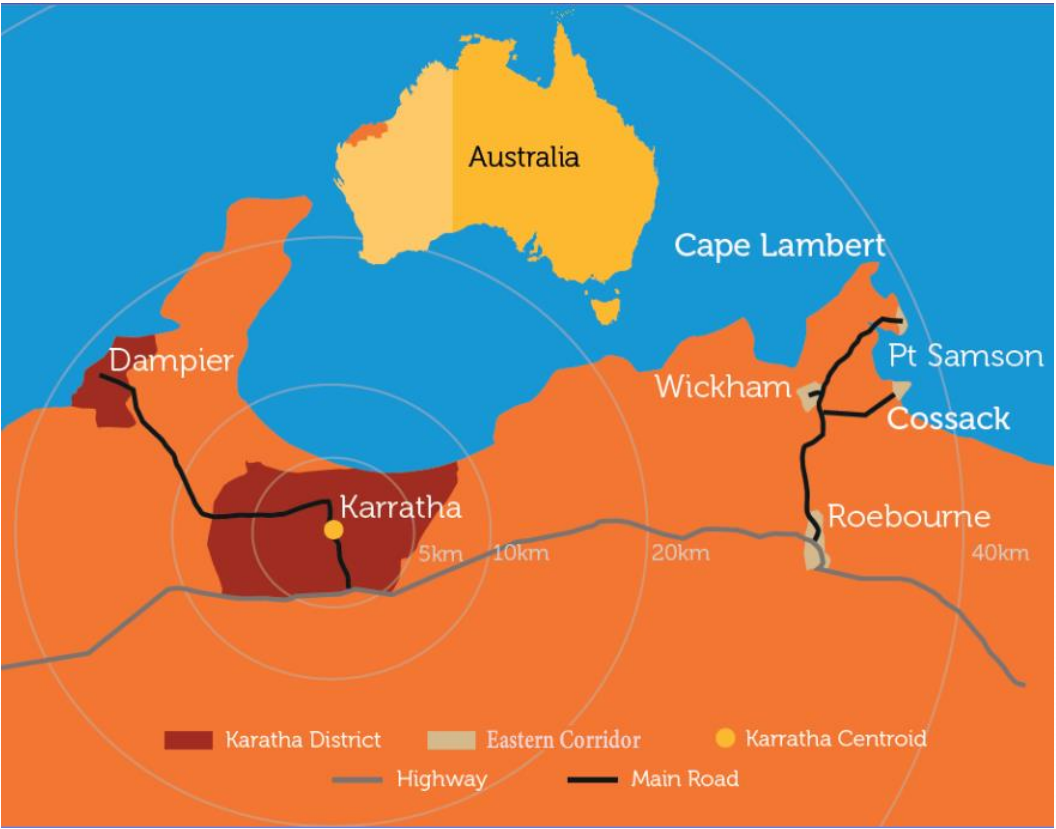 Australia
Cape Lambert
Dampier
Pt Samson
Wickham
Cossack
Karratha
Roebourne
5km
10km
20km
40km
Karatha District
Eastern Corridor
Karratha Centroid
Highway
Main Road